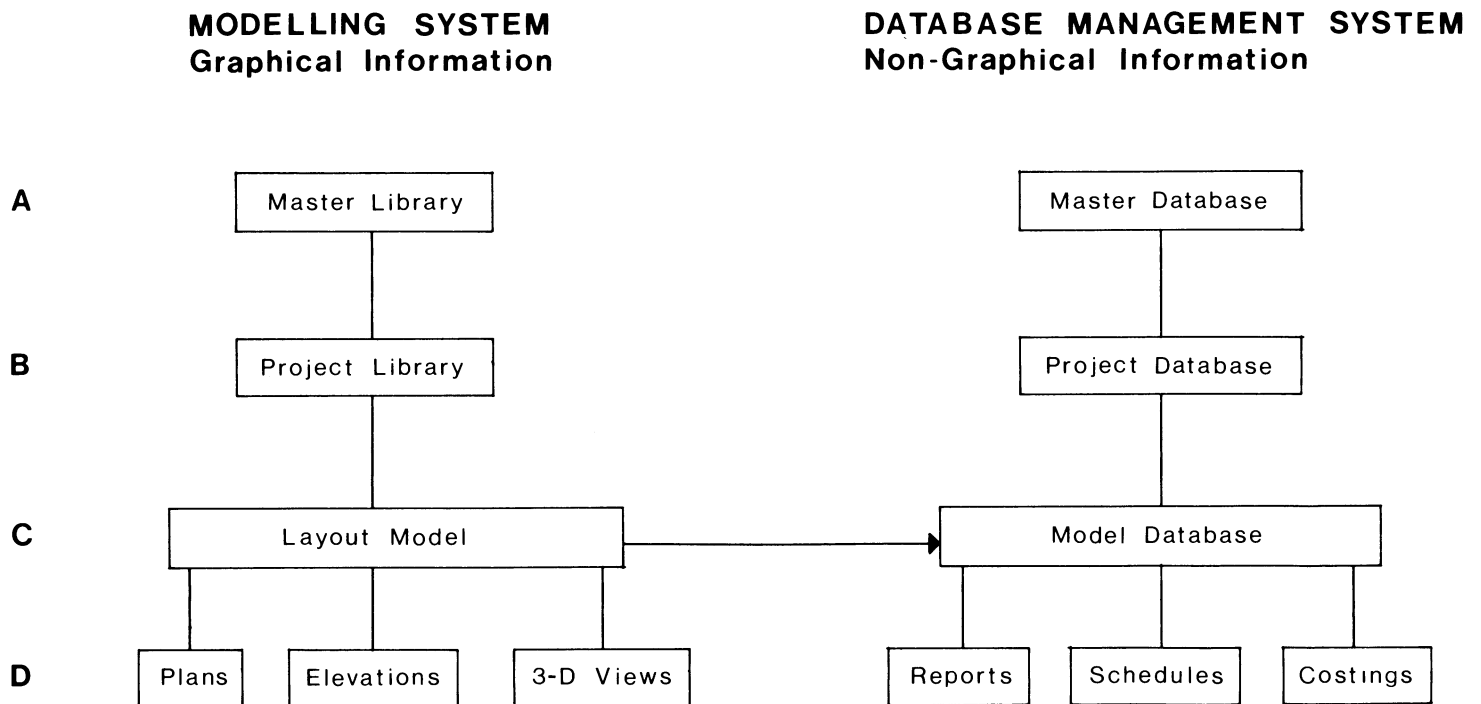 MODELLING SYSTEM
Graphical Information
DATABASE MANAGEMENT SYSTEM
Non-Graphical Information
A
Master Library
Master Database
B
Project Library
Project Database
C
Layout Model
Model Database
D
Plans
Elevations
3-D Views
Reports
Schedules
Costings